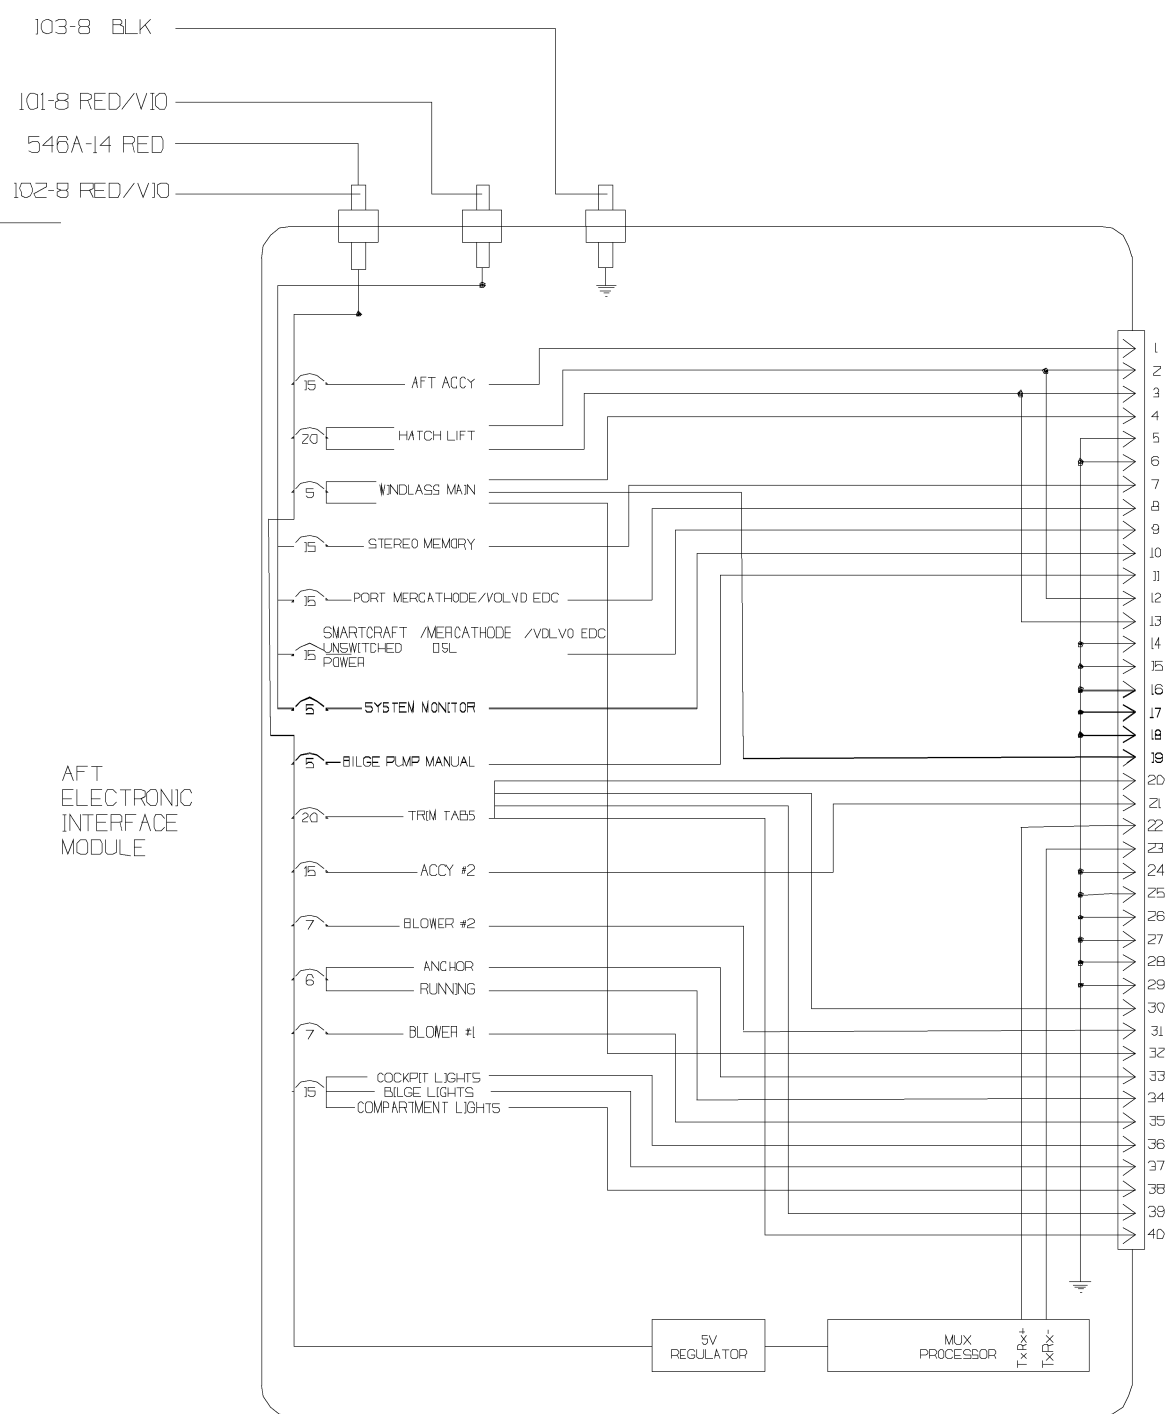 103-8 BLK
101-8 RED/VIO
546A-14 RED
102-8 RED/VIO
1
15 AFT ACCY
2
3
4
20 HATCH LIFT
5
6
7
5 WINDLASS MAIN
8
9
15 STEREO MEMORY
10
11
15 PORT MERCATHODE/VOLVO EDC
12
13
SMARTCRAFT /MERCATHODE /VOLVO EDC
15 UNSWITCHED DSL
POWER
14
15
16
5 SYSTEM MONITOR
17
18
19
5 BILGE PUMP MANUAL
AFT
ELECTRONIC
INTERFACE
MODULE
20
21
20 TRIM TABS
22
23
15 ACCY #2
24
25
26
7 BLOWER #2
27
28
ANCHOR
6
RUNNING
29
30
31
7 BLOWER #1
32
33
COCKPIT LIGHTS
15 BILGE LIGHTS
COMPARTMENT LIGHTS
34
35
36
37
38
39
40
5V
REGULATOR
MUX
PROCESSOR
TxRx+
TxRx-